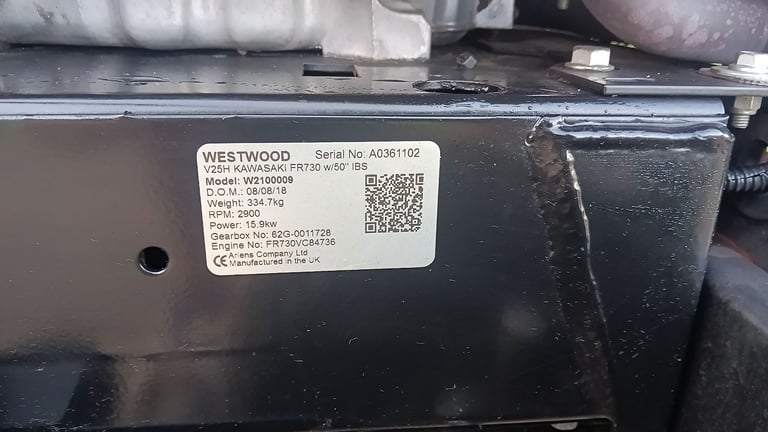 WESTWOOD Serial No: A0361102
V25H KAWASAKI FR730 w/50" IBS
Model: W2100009
D.O.M.: 08/08/18
Weight: 334.7kg
RPM: 2900
Power: 15.9kw
Gearbox No: 62G-0011728
Engine No: FR730VC84736
CE Ariens Company Ltd
Manufactured in the UK